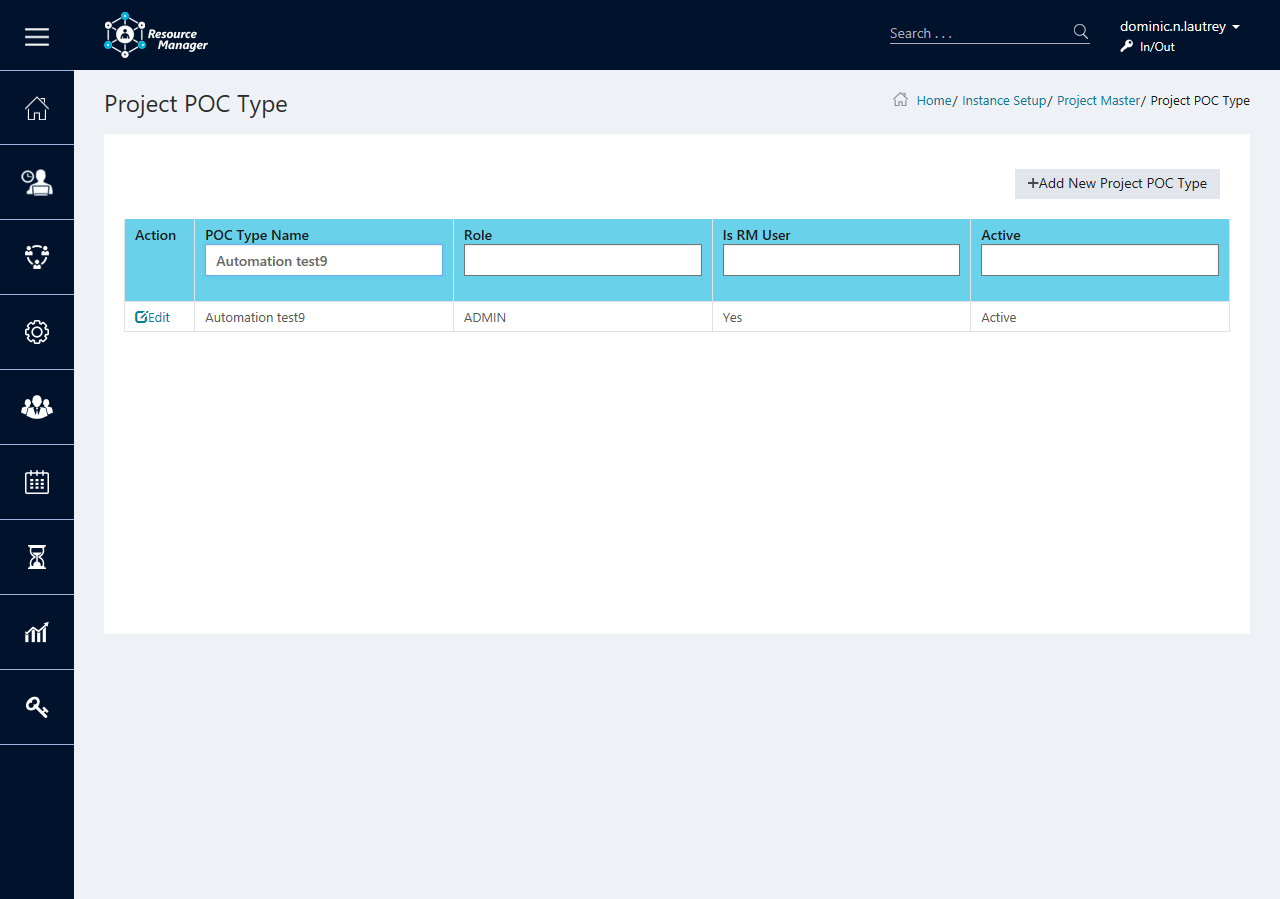 Resource
Manager
Search . . .
dominic.n.lautrey
In/Out
Project POC Type
Home/ Instance Setup/ Project Master/ Project POC Type
+Add New Project POC Type
Action POC Type Name Role Is RM User Active
Automation test9
Edit Automation test9 ADMIN Yes Active